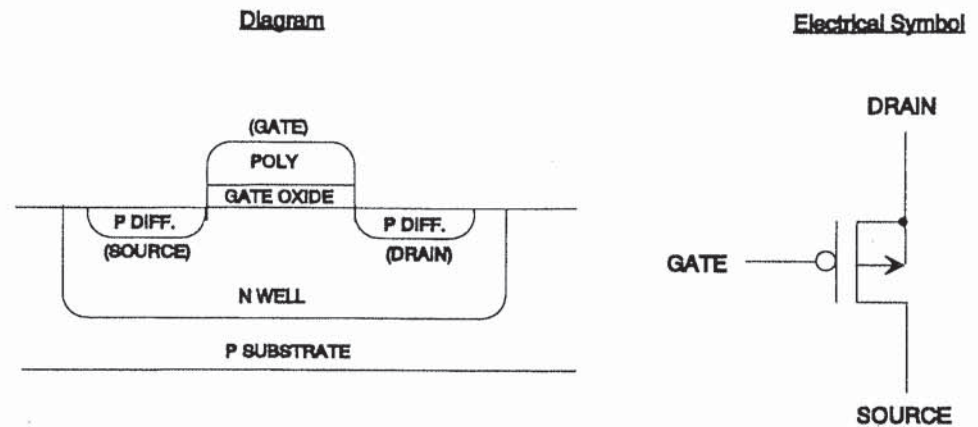 Diagram
Electrical Symbol
(GATE)
POLY
GATE OXIDE
P DIFF.
P DIFF.
(SOURCE)
(DRAIN)
N WELL
P SUBSTRATE
DRAIN
GATE
SOURCE